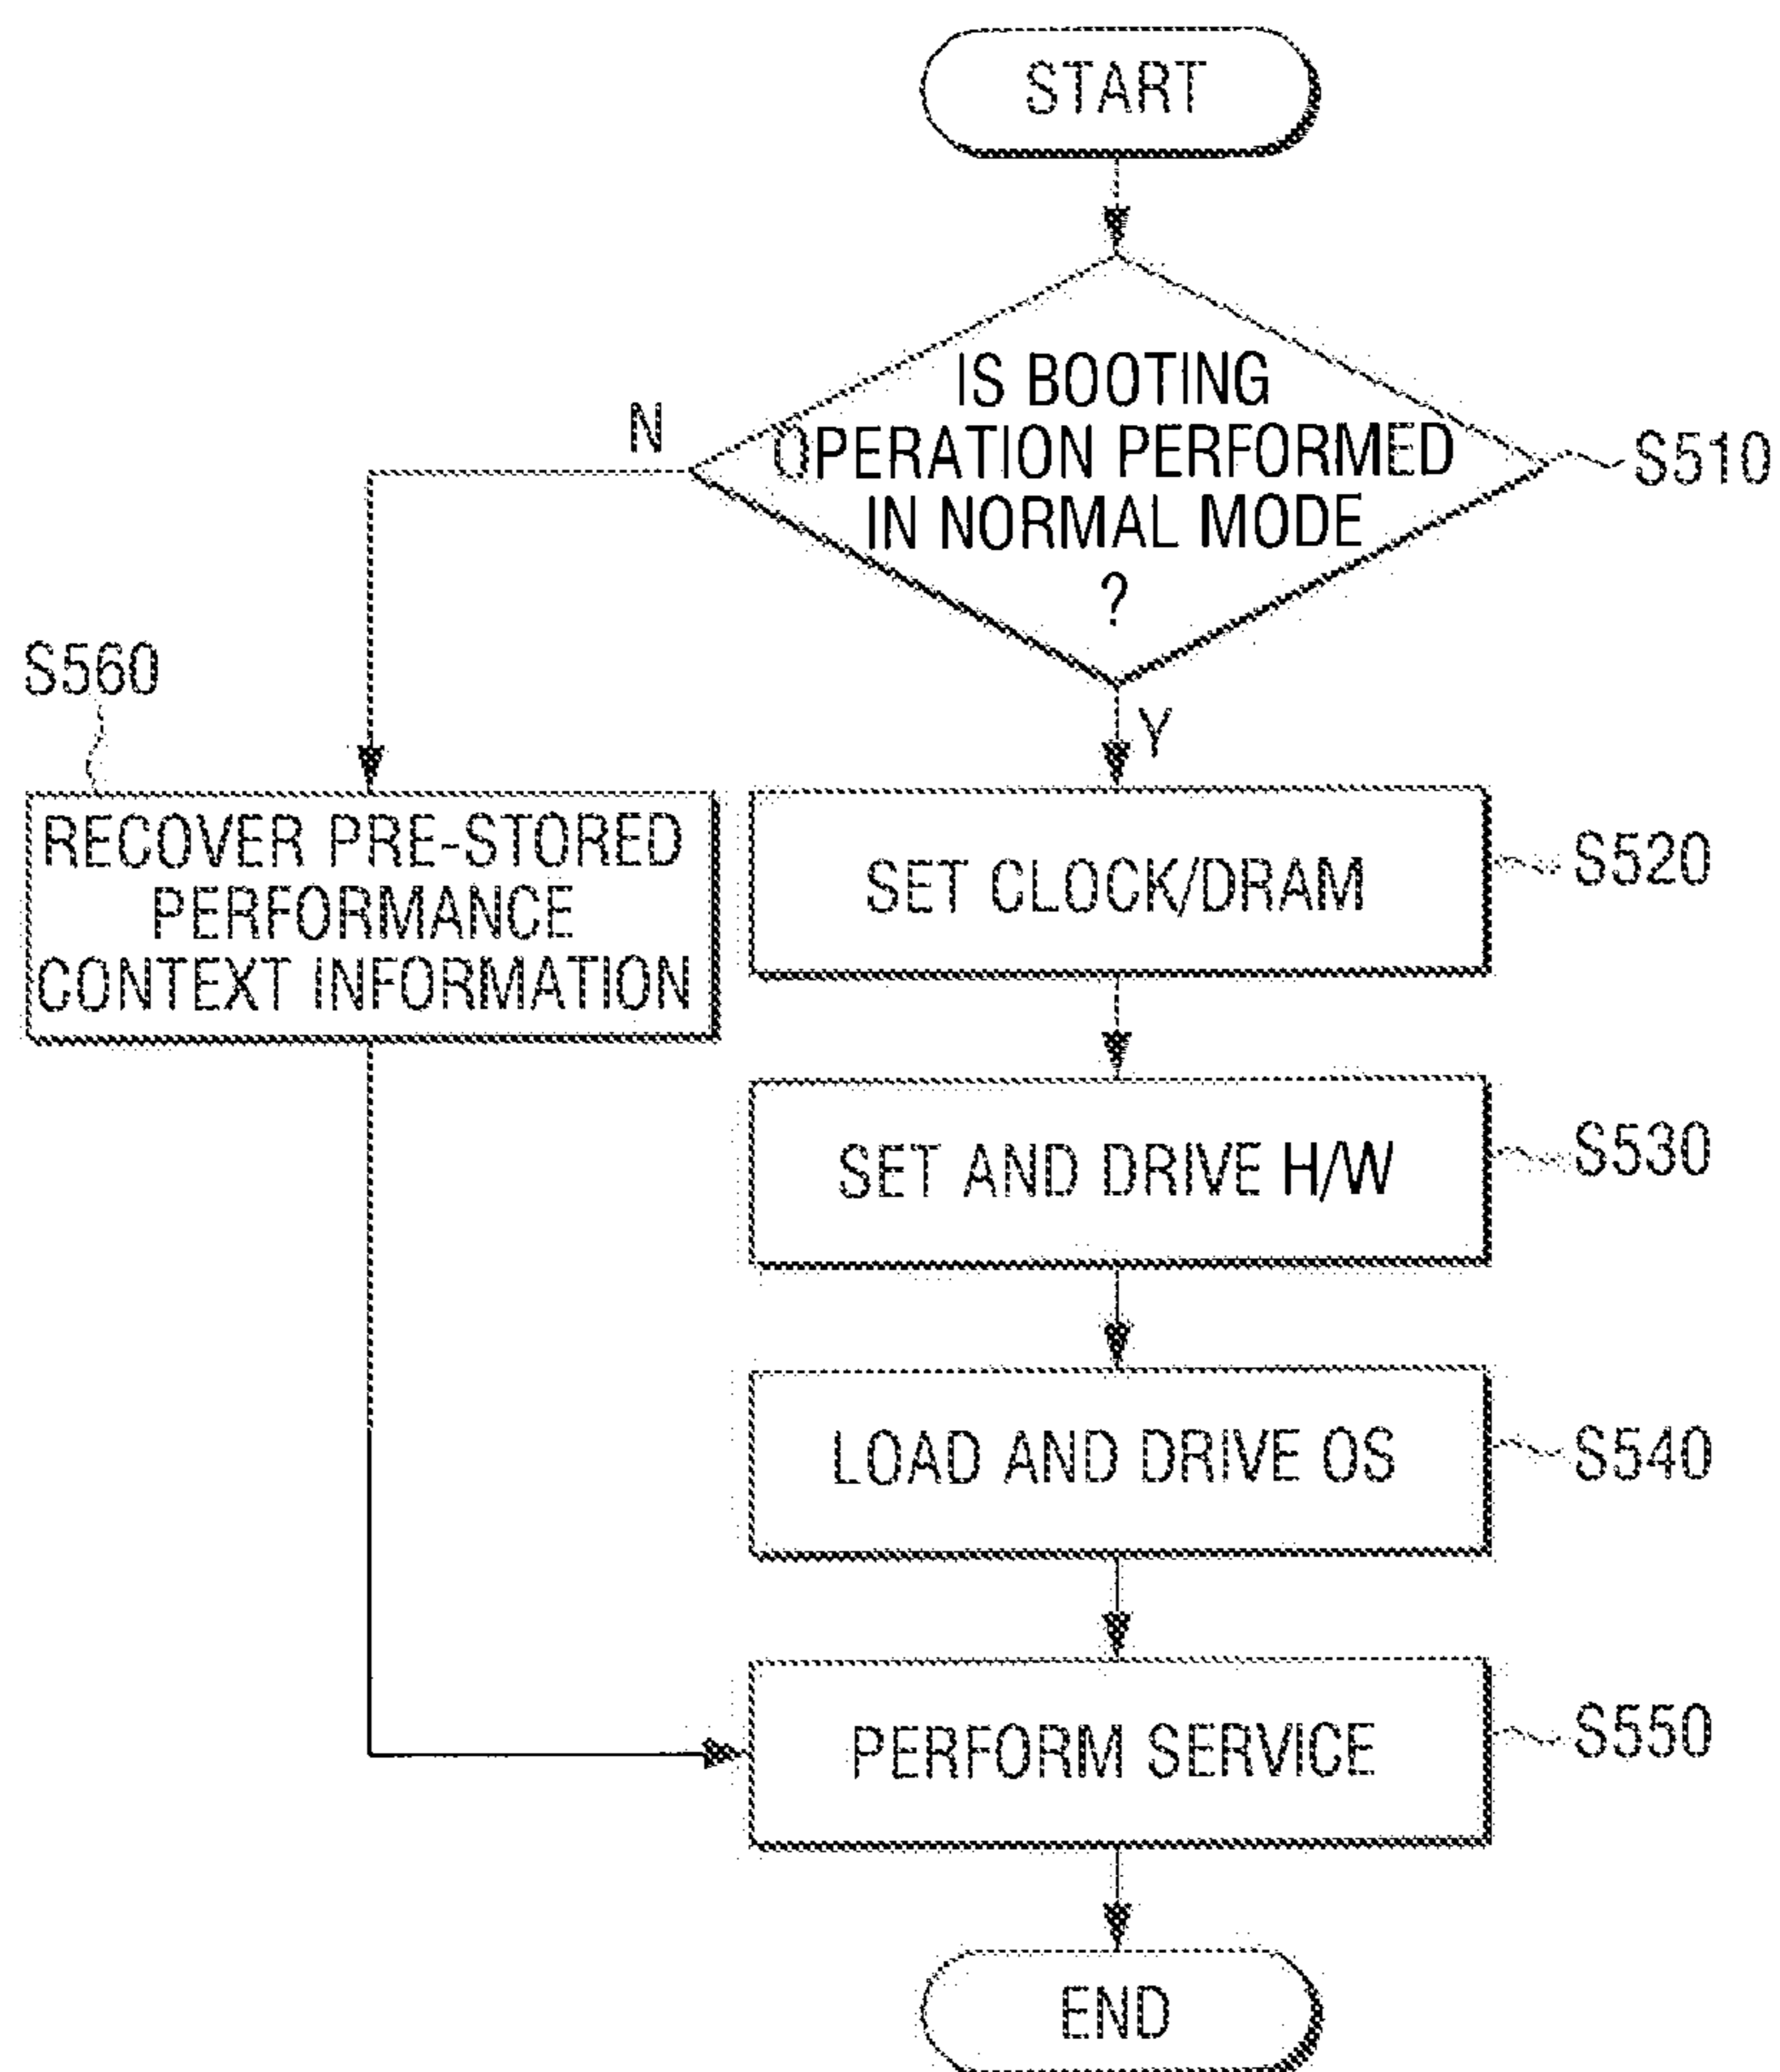 START
IS BOOTING
OPERATION PERFORMED
IN NORMAL MODE
?
S510
N
Y
S560
RECOVER PRE-STORED
PERFORMANCE
CONTEXT INFORMATION
SET CLOCK/DRAM
S520
SET AND DRIVE H/W
S530
LOAD AND DRIVE OS
S540
PERFORM SERVICE
S550
END